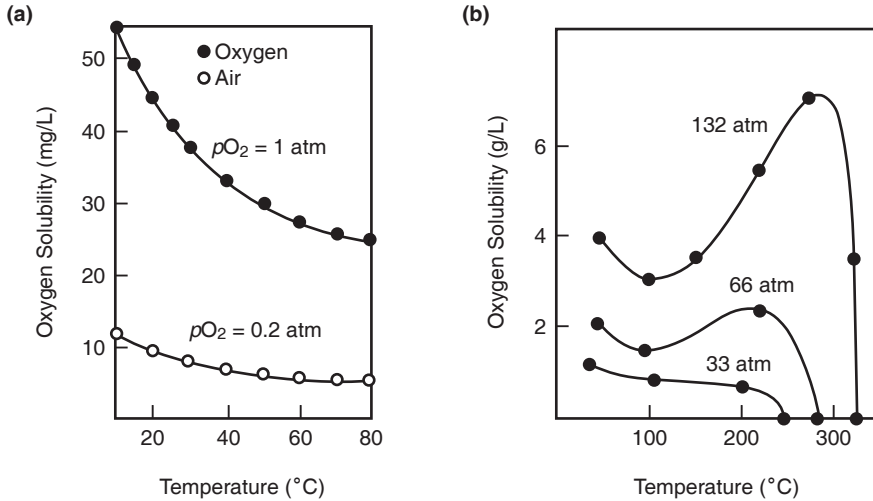 (a)
50
40
30
20
10
Oxygen Solubility (mg/L)
Oxygen
Air
pO₂ = 1 atm
pO₂ = 0.2 atm
20 40 60 80
Temperature (°C)
(b)
6
4
2
Oxygen Solubility (g/L)
132 atm
66 atm
33 atm
100 200 300
Temperature (°C)